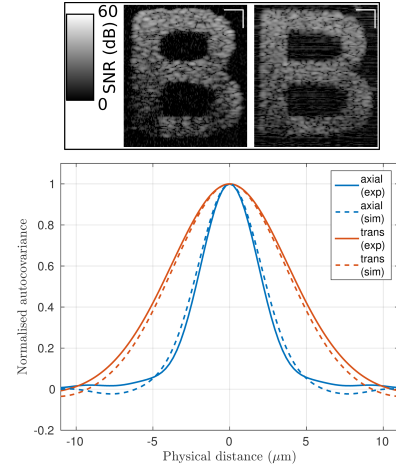 60
SNR (dB)
0
1
0.8
0.6
0.4
0.2
0
-0.2
-10
-5
0
5
10
Normalised autocovariance
Physical distance (μm)
axial
(exp)
axial
(sim)
trans
(exp)
trans
(sim)